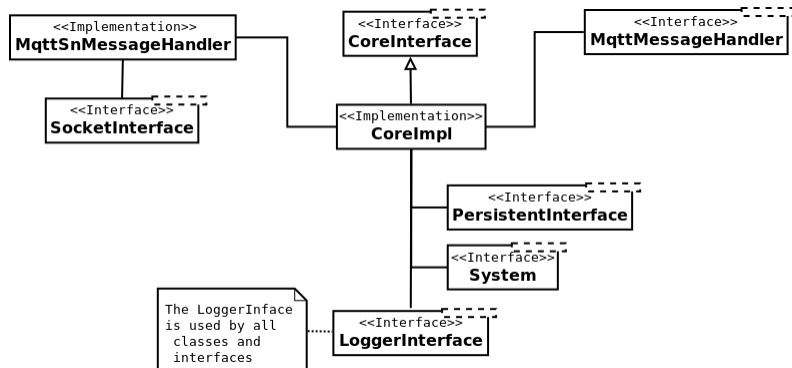 <<Implementation>>
MqttSnMessageHandler
<<Interface>>
CoreInterface
<<Interface>>
MqttMessageHandler
<<Interface>>
SocketInterface
<<Implementation>>
CoreImpl
<<Interface>>
PersistentInterface
<<Interface>>
System
The LoggerInface
is used by all
classes and
interfaces
<<Interface>>
LoggerInterface